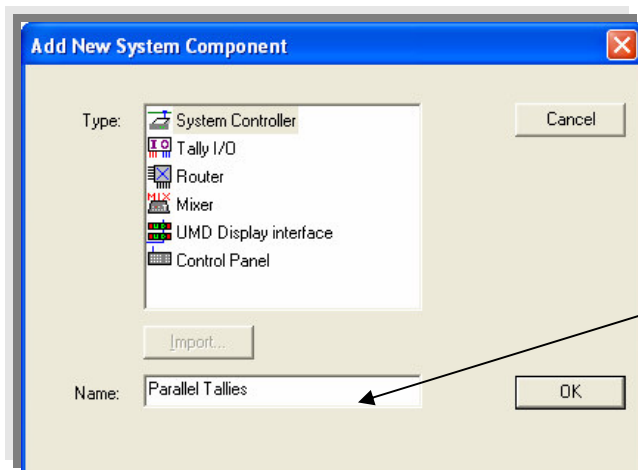 Add New System Component
Type:
System Controller
Cancel
Tally I/O
Router
MIX
Mixer
UMD Display interface
Control Panel
Import...
Name:
Parallel Tallies
OK